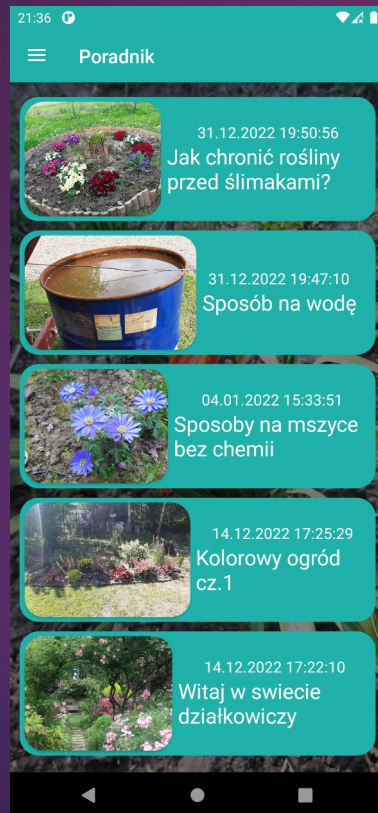 21:36
Poradnik
31.12.2022 19:50:56
Jak chronić rośliny
przed ślimakami?
31.12.2022 19:47:10
Sposób na wodę
04.01.2022 15:33:51
Sposoby na mszyce
bez chemii
14.12.2022 17:25:29
Kolorowy ogród
cz.1
14.12.2022 17:22:10
Witaj w swiecie
działkowiczy